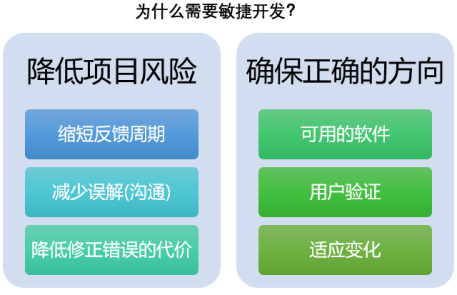 为什么需要敏捷开发?
降低项目风险
缩短反馈周期
减少误解(沟通)
降低修正错误的代价
确保正确的方向
可用的软件
用户验证
适应变化